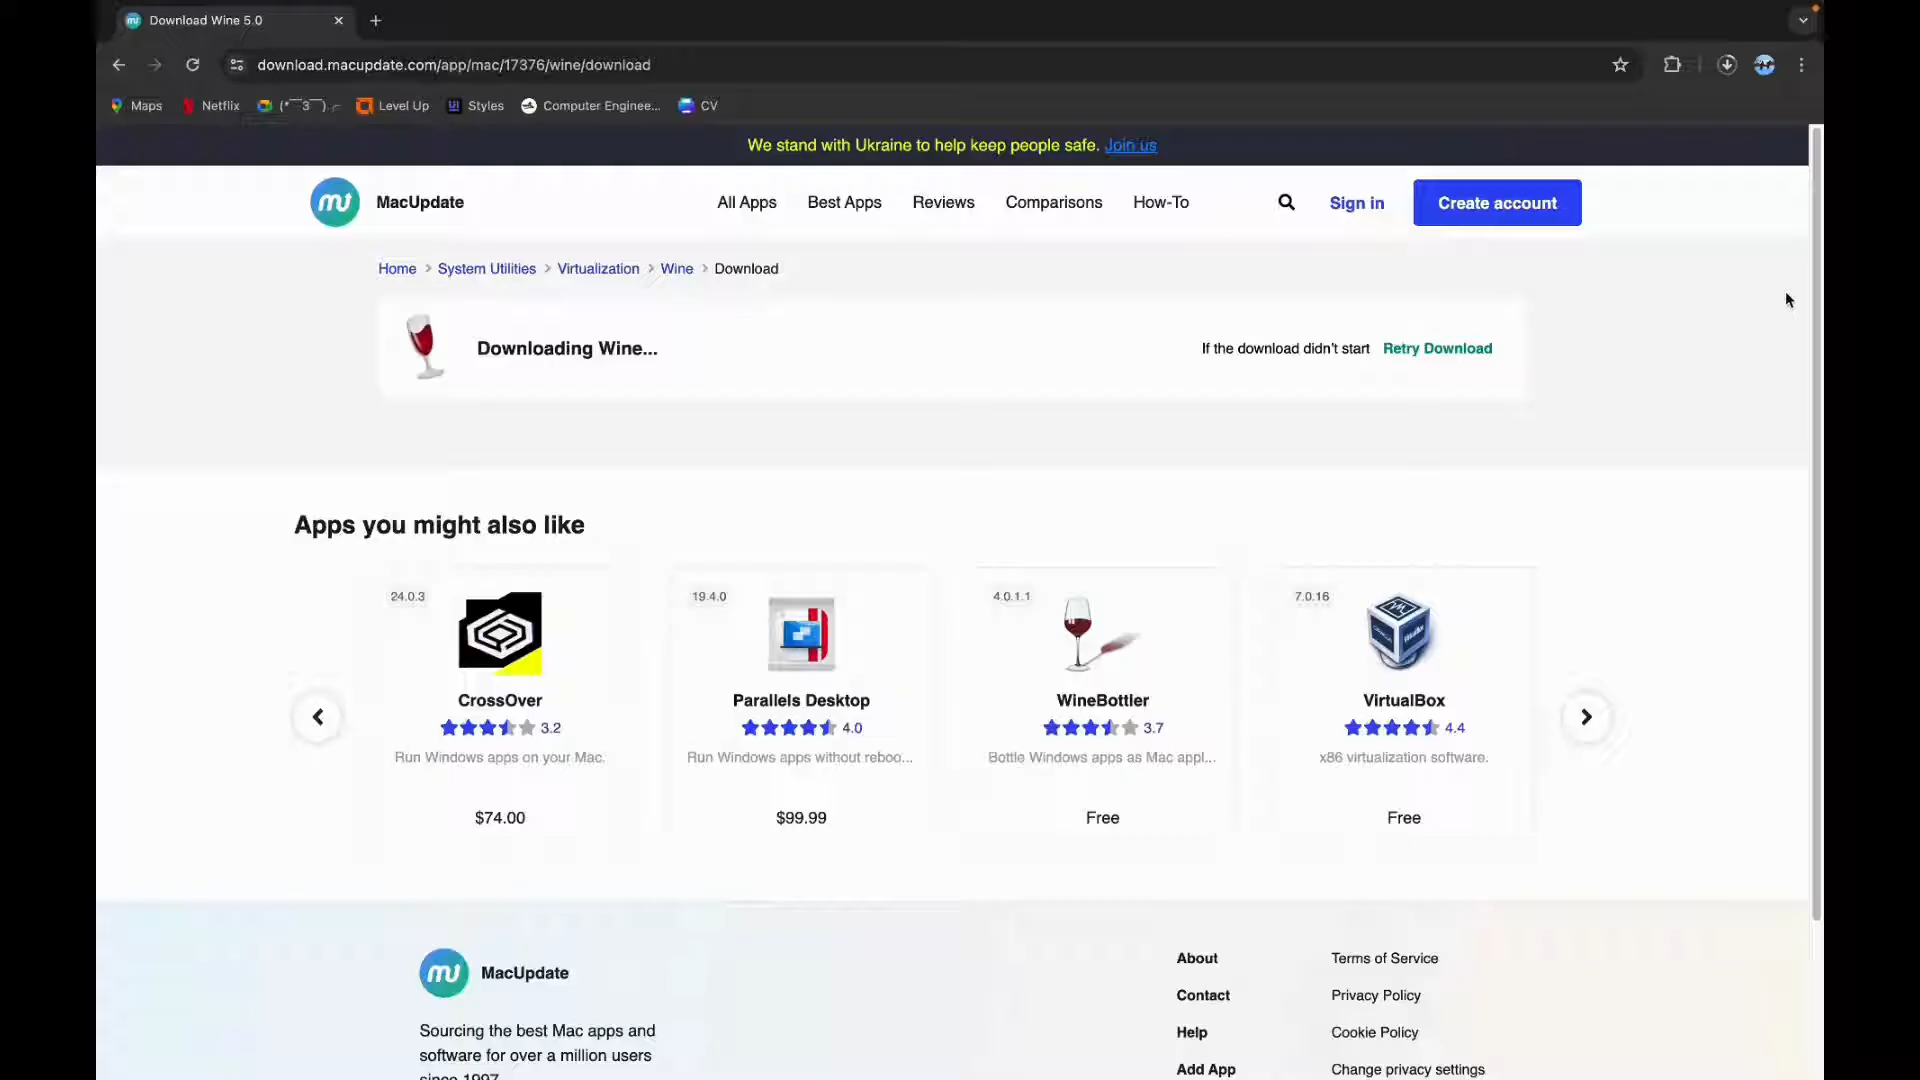 Download Wine 5.0
download.macupdate.com/app/mac/17376/wine/download
Maps
Netflix
Level Up
Styles
Computer Enginee...
CV
We stand with Ukraine to help keep people safe. Join us
MacUpdate
All Apps
Best Apps
Reviews
Comparisons
How-To
Sign in
Create account
Home > System Utilities > Virtualization > Wine > Download
Downloading Wine...
If the download didn't start Retry Download
Apps you might also like
24.0.3
CrossOver
3.2
Run Windows apps on your Mac.
$74.00
19.4.0
Parallels Desktop
4.0
Run Windows apps without reboo...
$99.99
4.0.1.1
WineBottler
3.7
Bottle Windows apps as Mac appl...
Free
7.0.16
VirtualBox
4.4
x86 virtualization software.
Free
MacUpdate
Sourcing the best Mac apps and
software for over a million users
since 1997
About
Contact
Help
Add App
Terms of Service
Privacy Policy
Cookie Policy
Change privacy settings